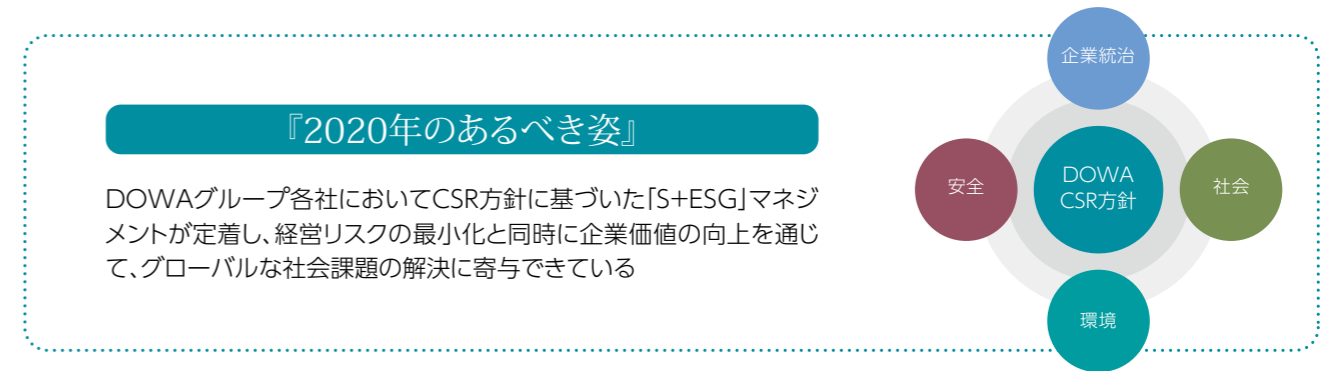 『2020年のあるべき姿』
DOWAグループ各社においてCSR方針に基づいた「S+ESG」マネジ
メントが定着し、経営リスクの最小化と同時に企業価値の向上を通じ
て、グローバルな社会課題の解決に寄与できている
企業統治
安全
DOWA
CSR方針
社会
環境